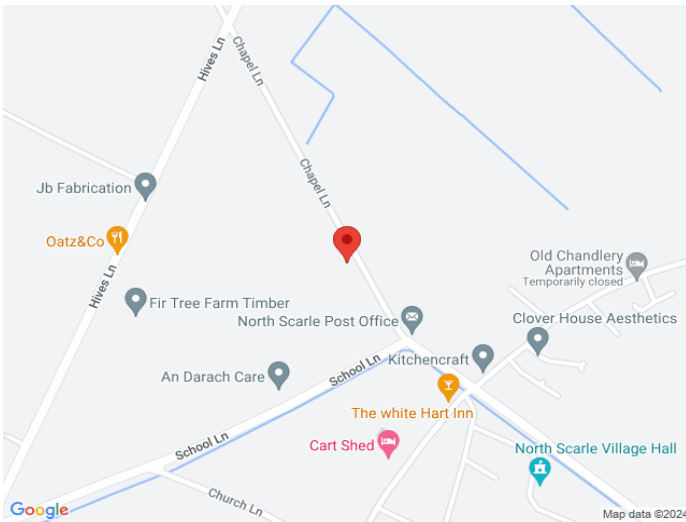 Hives Ln
Chapel Ln
Chapel Ln
Jb Fabrication
Oatz&Co
Hives Ln
Old Chandlery
Apartments
Temporarily closed
Fir Tree Farm Timber
North Scarle Post Office
Clover House Aesthetics
Kitchencraft
An Darach Care
School Ln
The white Hart Inn
School Ln
Cart Shed
North Scarle Village Hall
Church Ln
Google
Map data ©2024